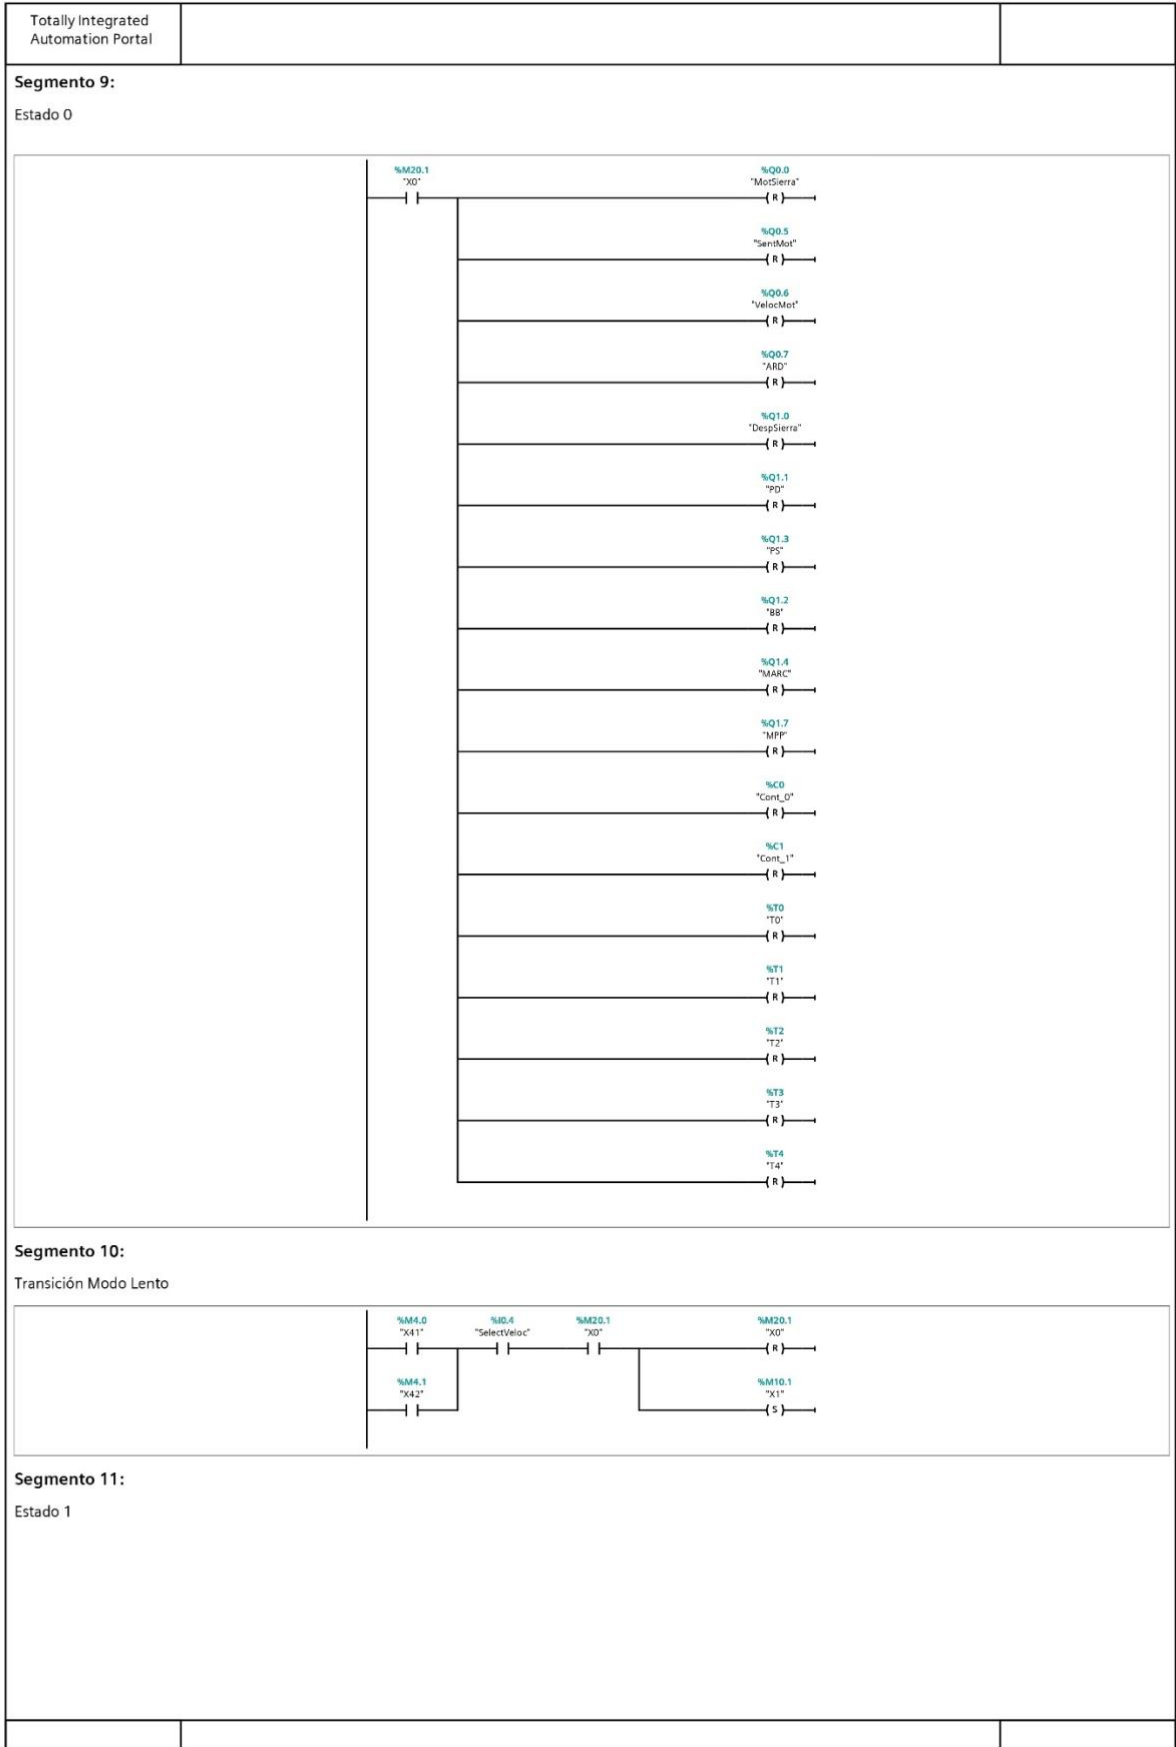 Totally Integrated
Automation Portal
Segmento 9:
Estado 0
%M20.1
"X0"
%Q0.0
"MotSierra"
R
%Q0.5
"SentMot"
R
%Q0.6
"VelocMot"
R
%Q0.7
"ARD"
R
%Q1.0
"DespSierra"
R
%Q1.1
"PD"
R
%Q1.3
"PS"
R
%Q1.2
"BB"
R
%Q1.4
"MARC"
R
%Q1.7
"MPP"
R
%C0
"Cont_0"
R
%C1
"Cont_1"
R
%T0
"T0"
R
%T1
"T1"
R
%T2
"T2"
R
%T3
"T3"
R
%T4
"T4"
R
Segmento 10:
Transición Modo Lento
%M4.0 %I0.4 %M20.1 %M20.1
"X41" "SelectVeloc" "X0" "X0"
R
%M4.1 %M10.1
"X42" "X1"
S
Segmento 11:
Estado 1